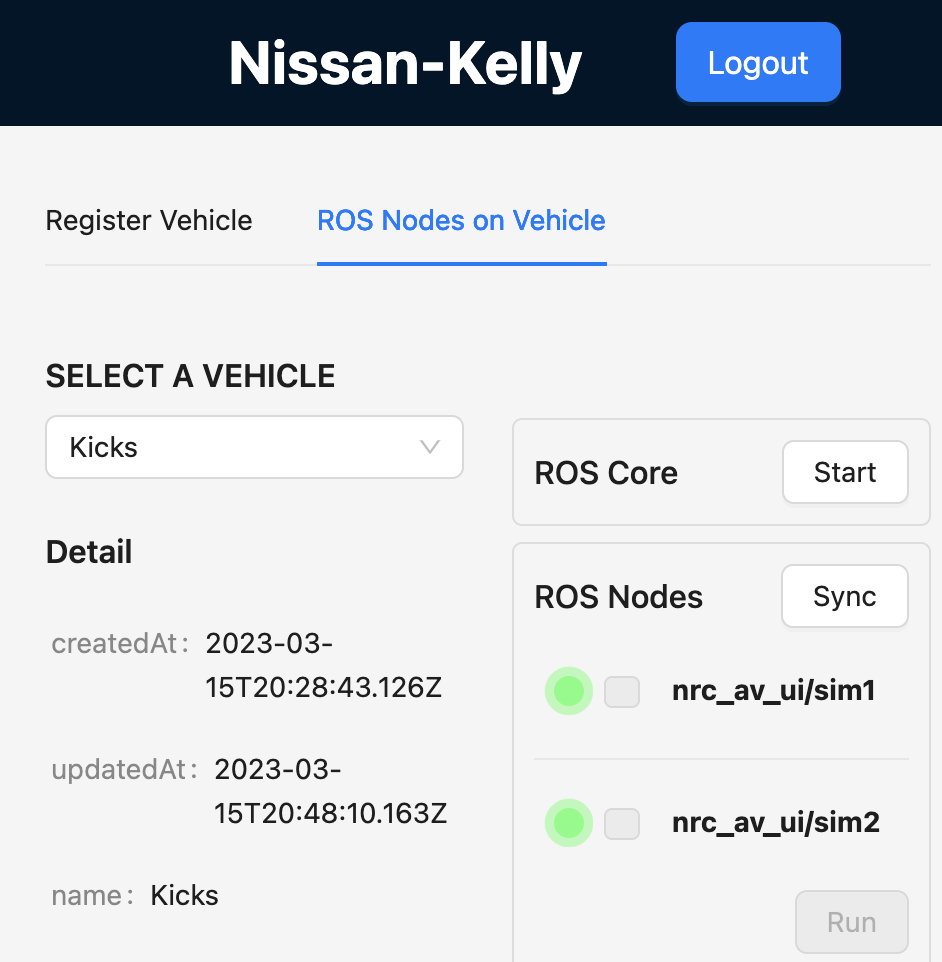 Nissan-Kelly
Logout
Register Vehicle
ROS Nodes on Vehicle
SELECT A VEHICLE
Kicks
Detail
createdAt: 2023-03-
15T20:28:43.126Z
updatedAt: 2023-03-
15T20:48:10.163Z
name: Kicks
ROS Core
Start
ROS Nodes
Sync
nrc_av_ui/sim1
nrc_av_ui/sim2
Run